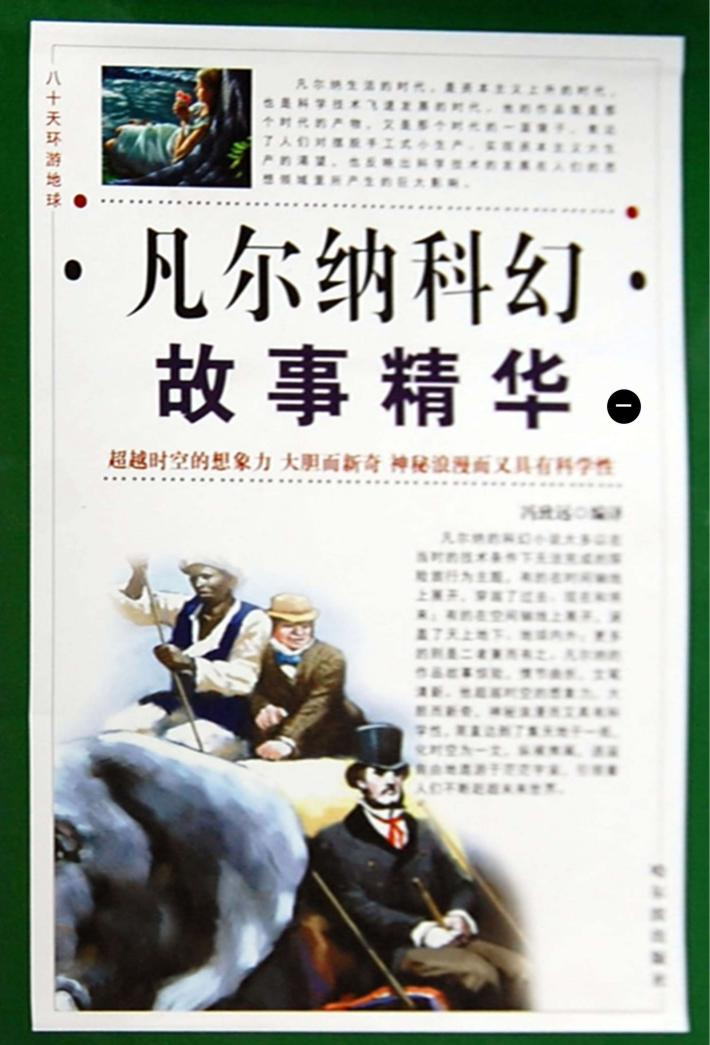 八十天环游地球
凡尔纳生活的时代，是资本主义上升的时代，
也是科学技术飞速发展的时代。他的作品既是那
个时代的产物，又是那个时代的一面镜子，表达
了人们对摆脱手工式小生产、实现资本主义大生
产的渴望，也反映出科学技术的发展在人们的思
想领域里所产生的巨大影响。
凡尔纳科幻
故事精华
一
超越时空的想象力 大胆而新奇 神秘浪漫而又具有科学性
冯致远◎编译
凡尔纳的科幻小说大多以在
当时的技术条件下无法完成的探
险旅行为主题，有的在时间轴线
上展开，穿越了过去、现在和将
来；有的在空间轴线上展开，涵
盖了天上地下、地球内外；更多
的则是二者兼而有之。凡尔纳的
作品故事惊险，情节曲折，文笔
清新，他超越时空的想象力，大
胆而新奇，神秘浪漫而又具有科
学性，简直达到了集天地于一纸，
化时空为一文，纵横驰骋，逍遥
自由地遨游于茫茫宇宙，引领着
人们不断超越未来世界。
哈尔滨出版社